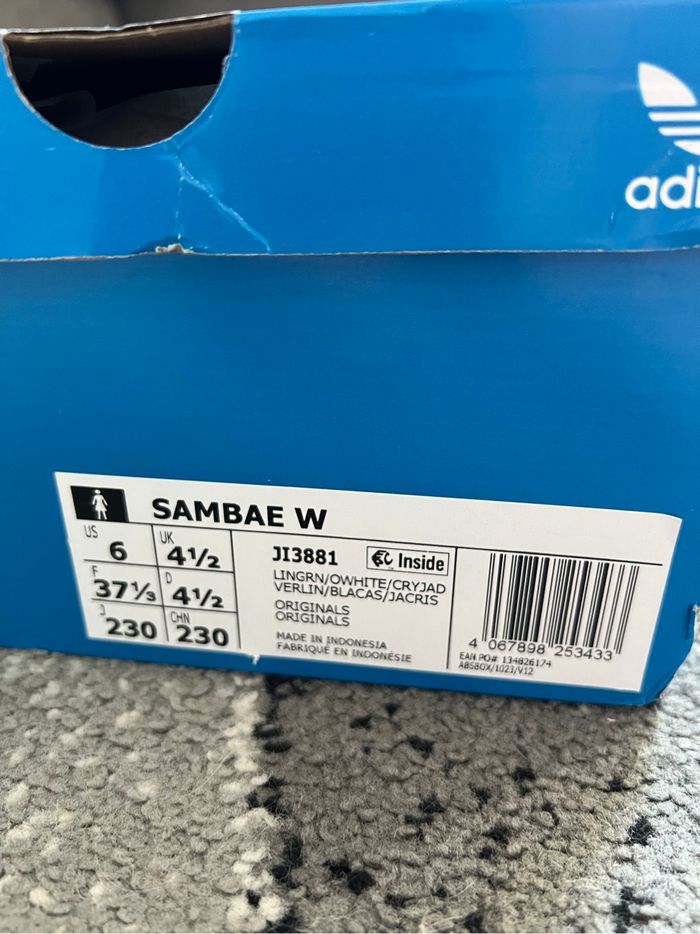 adi
SAMBAE W
US 6 UK 4½
F 37⅓ D 4½
J 230 CHN 230
JI3881 Inside
LINGRN/OWHITE/CRYJAD
VERLIN/BLACAS/JACRIS
ORIGINALS
ORIGINALS
MADE IN INDONESIA
FABRIQUÉ EN INDONÉSIE
4 067898 253433
EAN PO# 134826174
ABSBOX/1023/V12